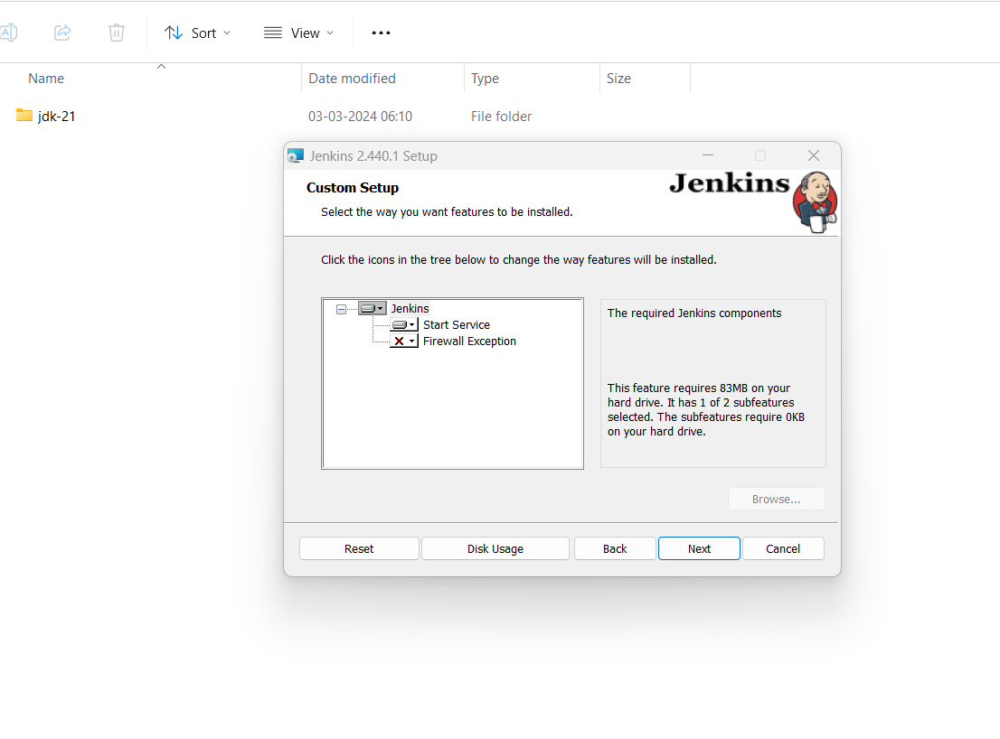 Sort
View
Name
Date modified
Type
Size
jdk-21
03-03-2024 06:10
File folder
Jenkins 2.440.1 Setup
Custom Setup
Select the way you want features to be installed.
Jenkins
Click the icons in the tree below to change the way features will be installed.
Jenkins
Start Service
Firewall Exception
The required Jenkins components
This feature requires 83MB on your
hard drive. It has 1 of 2 subfeatures
selected. The subfeatures require 0KB
on your hard drive.
Browse...
Reset
Disk Usage
Back
Next
Cancel